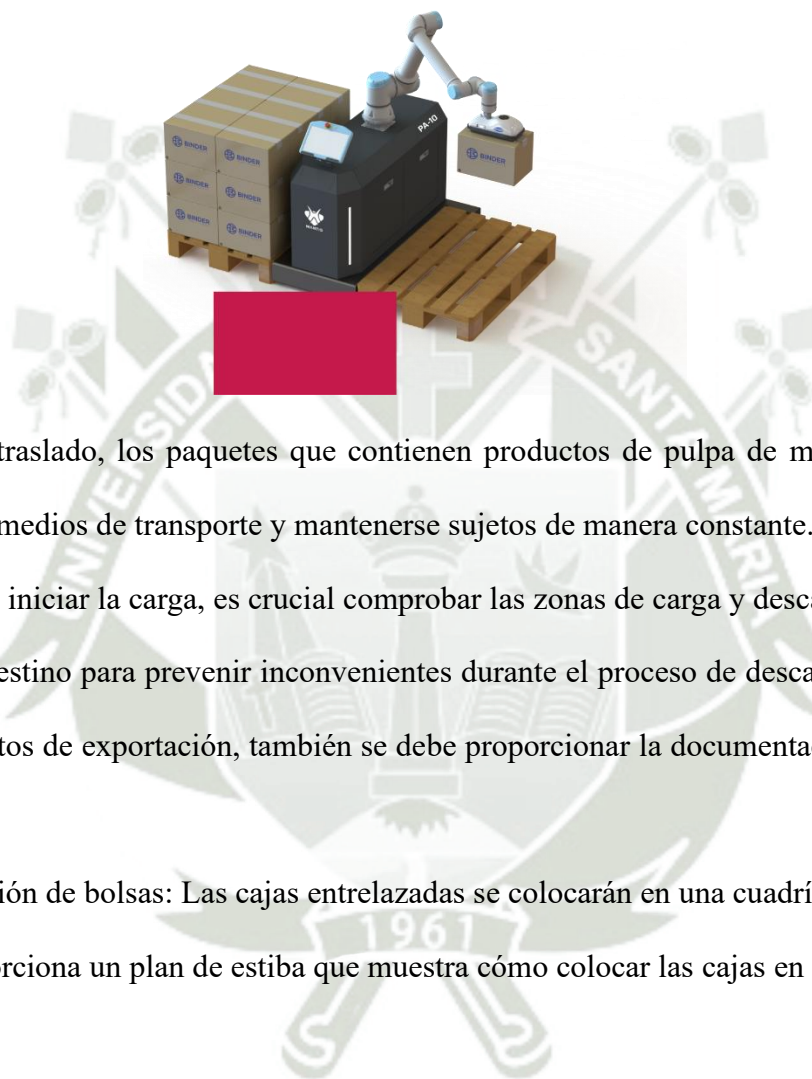 PA-10
BINDER BINDER
BINDER BINDER
BINDER BINDER
BINDER
traslado, los paquetes que contienen productos de pulpa de m
medios de transporte y mantenerse sujetos de manera constante.
iniciar la carga, es crucial comprobar las zonas de carga y desca
estino para prevenir inconvenientes durante el proceso de desca
tos de exportación, también se debe proporcionar la documenta
ión de bolsas: Las cajas entrelazadas se colocarán en una cuadrí
orciona un plan de estiba que muestra cómo colocar las cajas en
UNIVERSIDA
SANTA MARÍ
1961